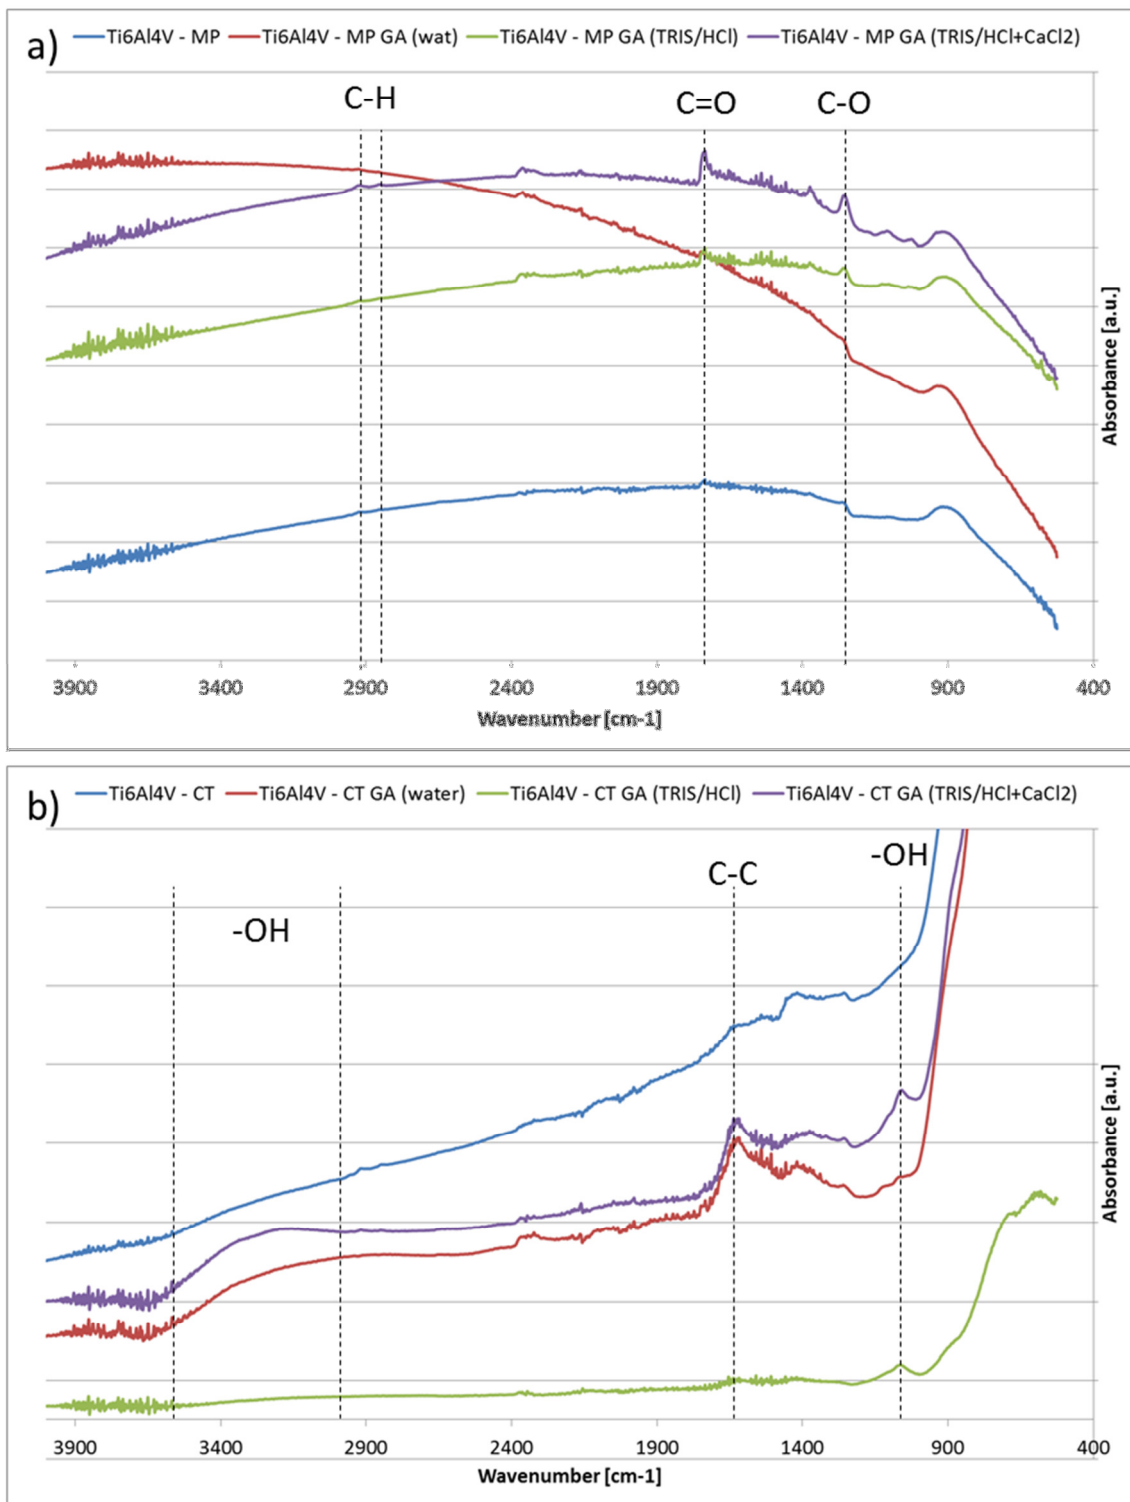 a) Ti6Al4V - MP Ti6Al4V - MP GA (wat) Ti6Al4V - MP GA (TRIS/HCl) Ti6Al4V - MP GA (TRIS/HCl+CaCl2)
C-H C=O C-O
Absorbance [a.u.]
3900 3400 2900 2400 1900 1400 900 400
Wavenumber [cm-1]
b) Ti6Al4V - CT Ti6Al4V - CT GA (water) Ti6Al4V - CT GA (TRIS/HCl) Ti6Al4V - CT GA (TRIS/HCl+CaCl2)
-OH C-C -OH
Absorbance [a.u.]
3900 3400 2900 2400 1900 1400 900 400
Wavenumber [cm-1]